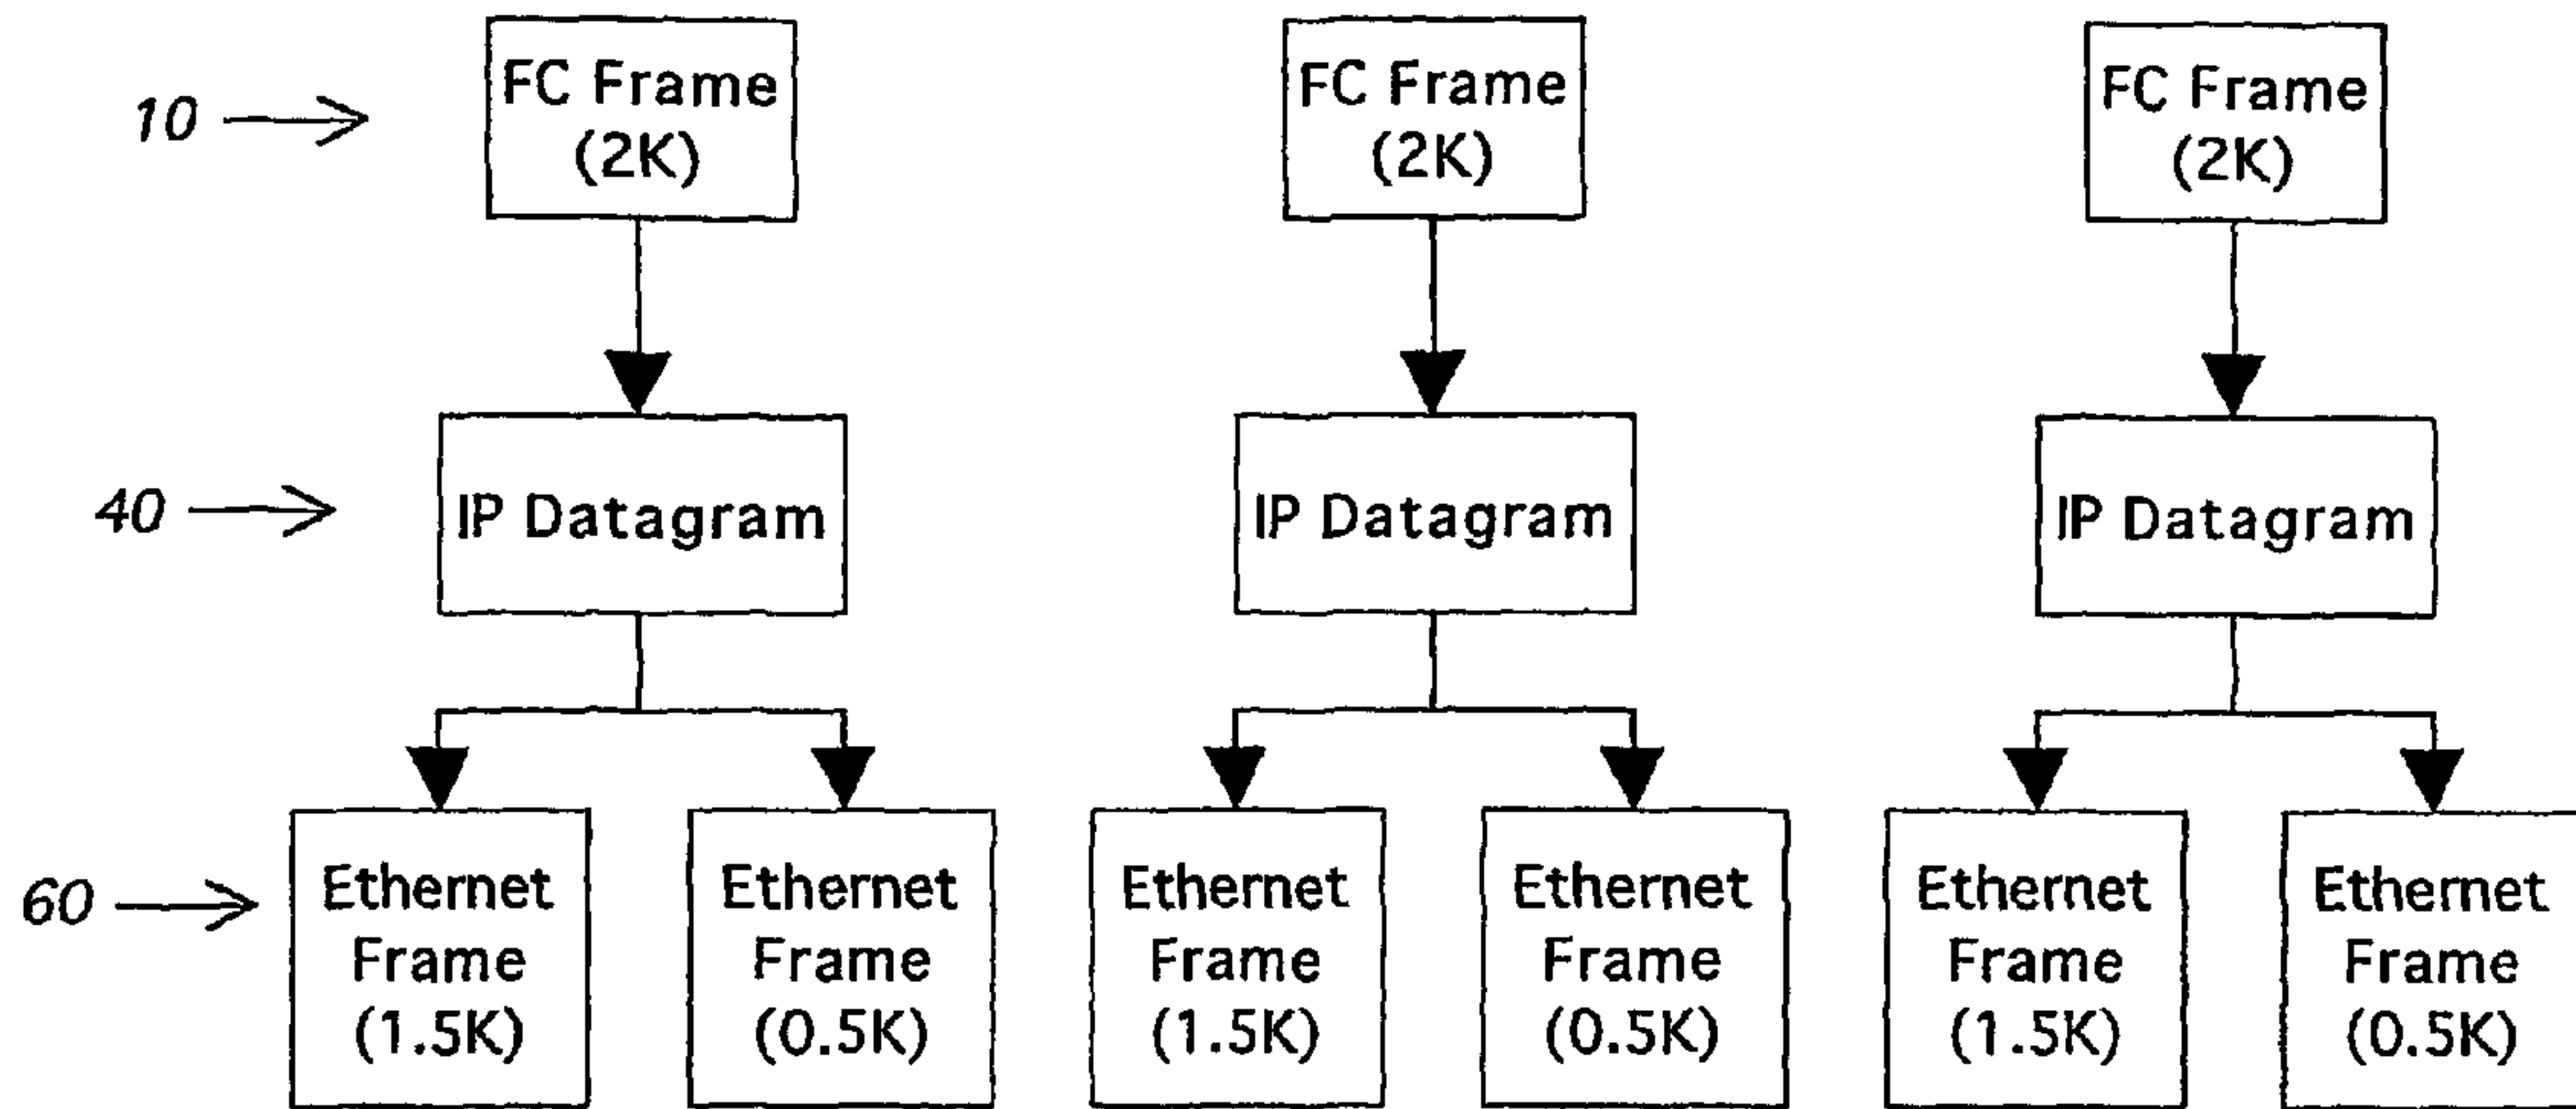 10
FC Frame
(2K)
FC Frame
(2K)
FC Frame
(2K)
40
IP Datagram
IP Datagram
IP Datagram
60
Ethernet
Frame
(1.5K)
Ethernet
Frame
(0.5K)
Ethernet
Frame
(1.5K)
Ethernet
Frame
(0.5K)
Ethernet
Frame
(1.5K)
Ethernet
Frame
(0.5K)